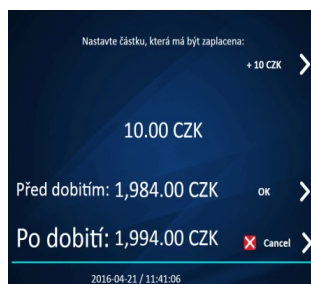 Nastavte částku, která má být zaplacena:
+ 10 CZK
10.00 CZK
Před dobitím: 1,984.00 CZK OK
Po dobití: 1,994.00 CZK Cancel
2016-04-21 / 11:41:06